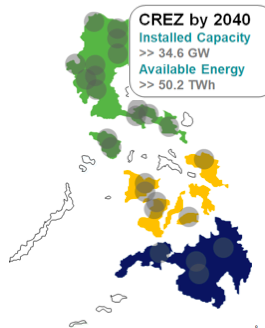 CREZ by 2040
Installed Capacity
>> 34.6 GW
Available Energy
>> 50.2 TWh